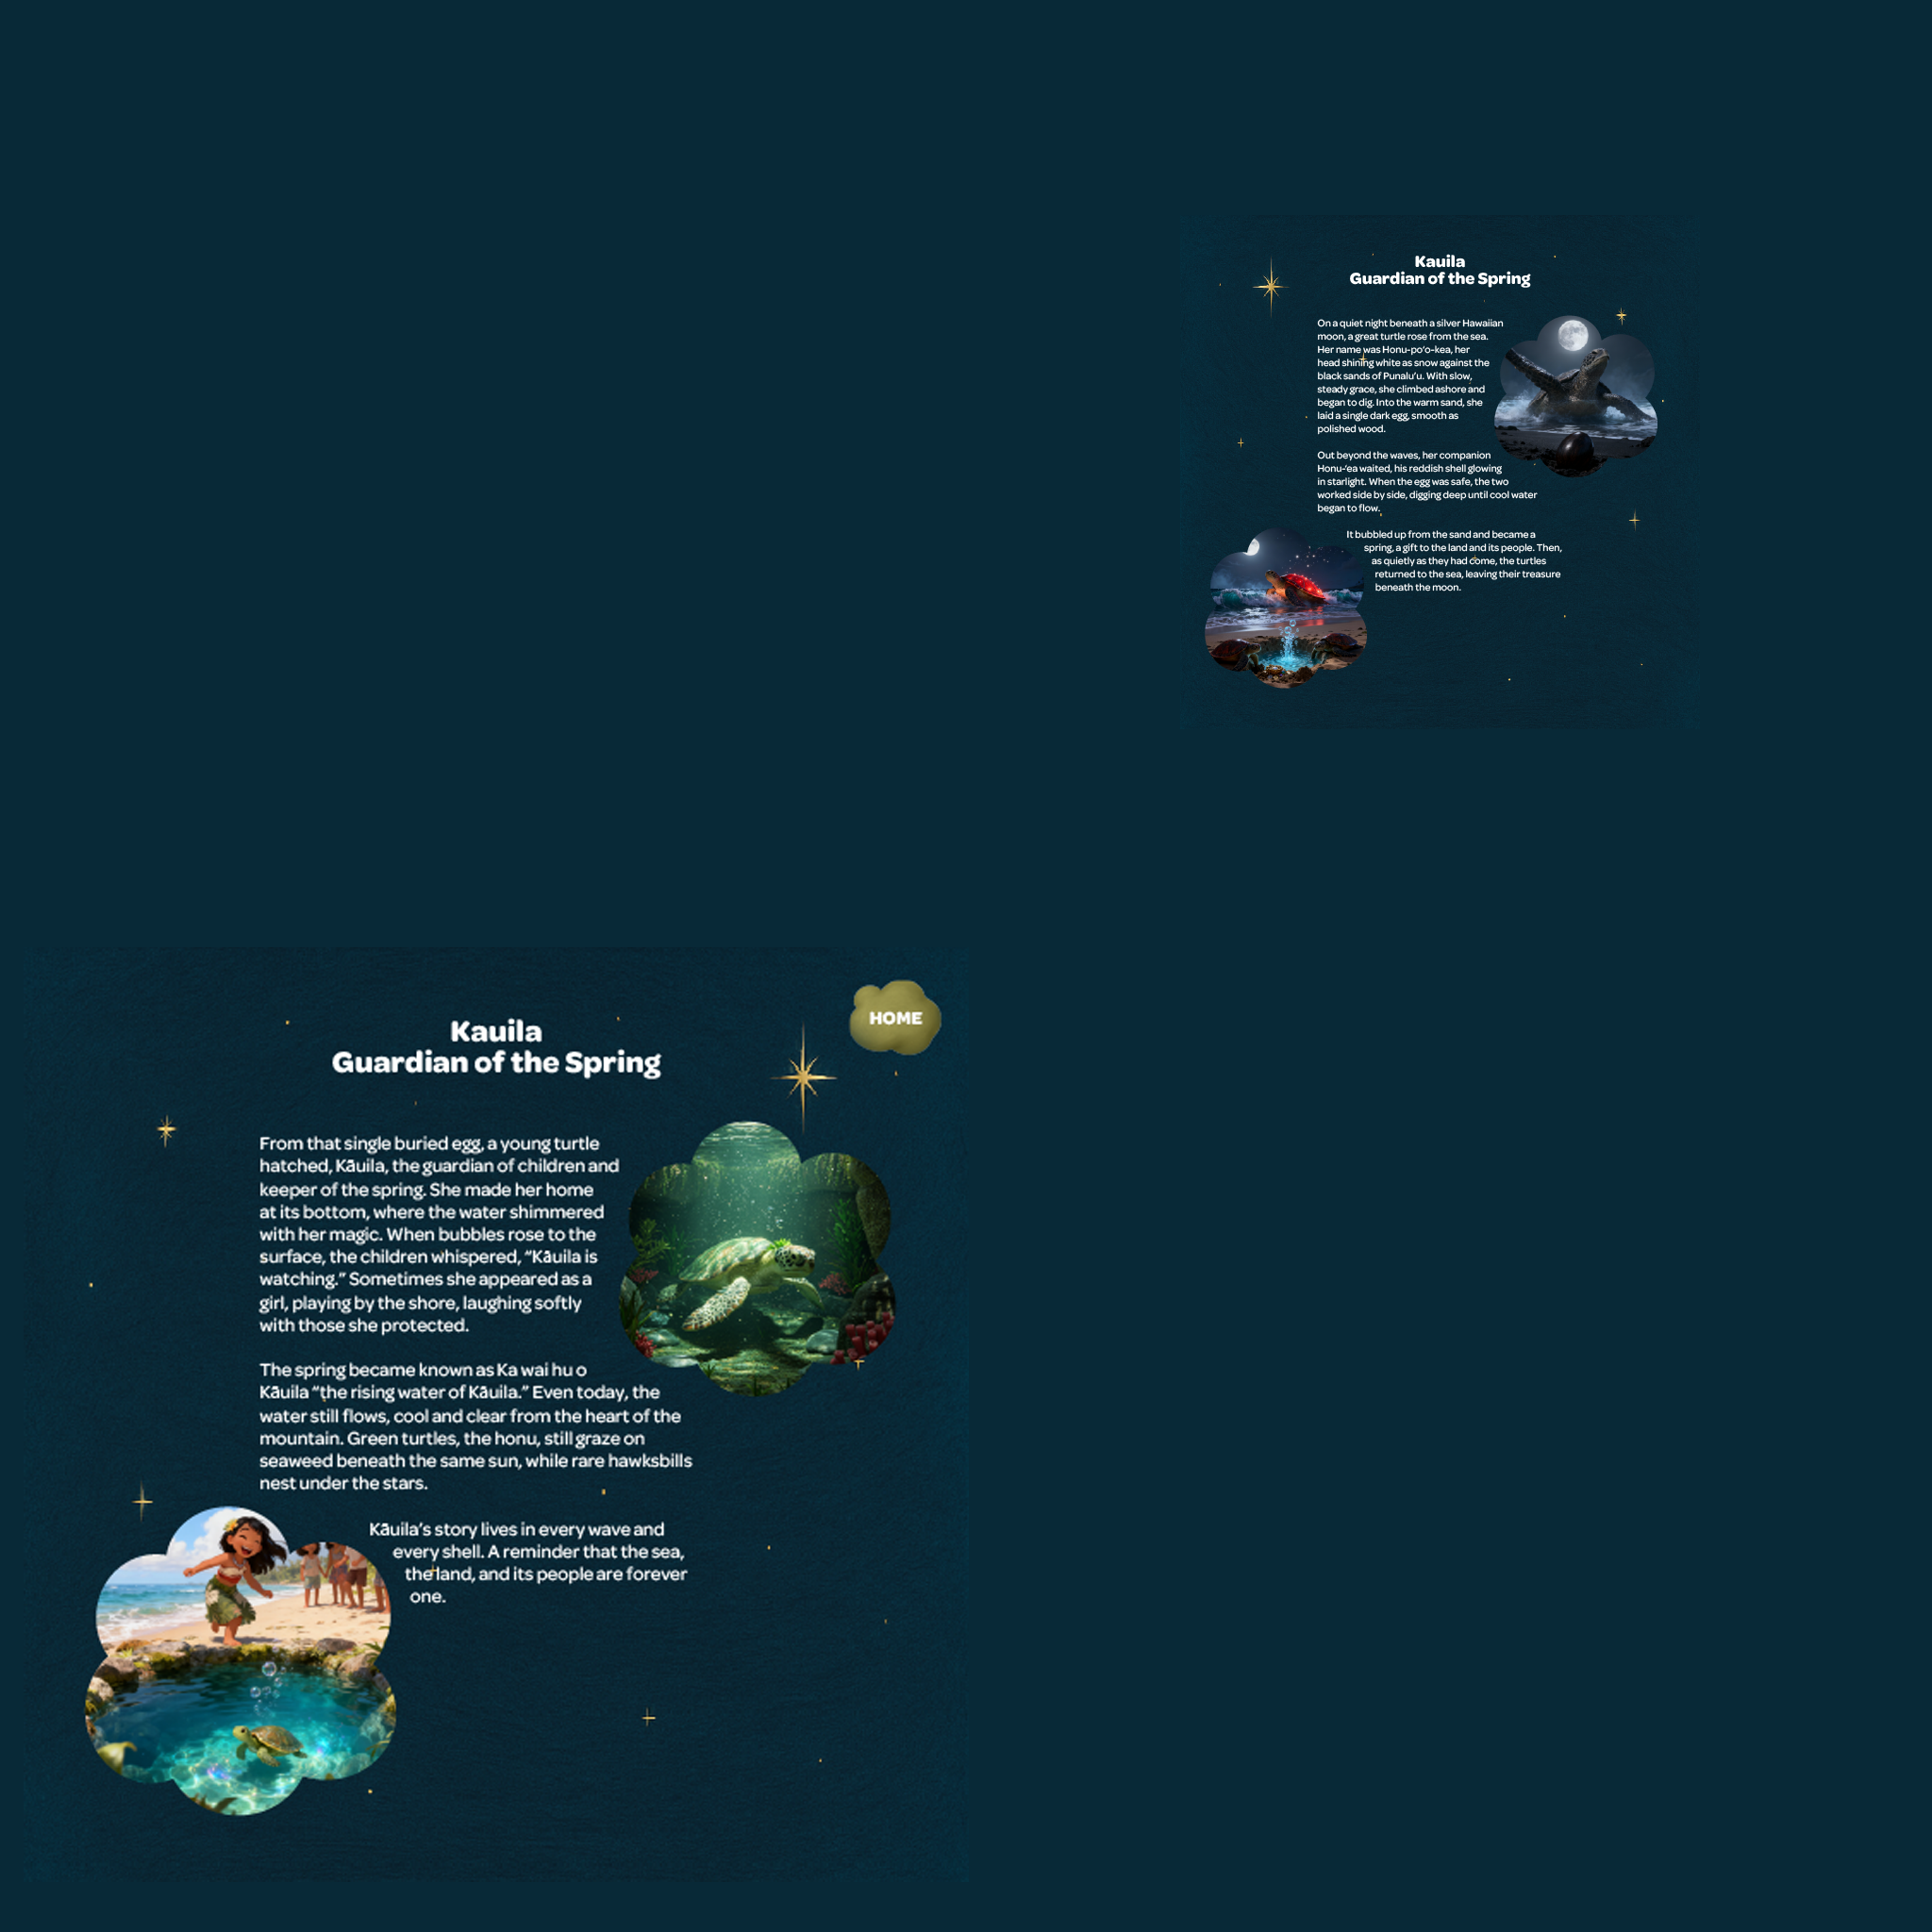 Kauila
Guardian of the Spring
On a quiet night beneath a silver Hawaiian
moon, a great turtle rose from the sea.
Her name was Honu-po‘o-kea, her
head shining white as snow against the
black sands of Punalu‘u. With slow,
steady grace, she climbed ashore and
began to dig. Into the warm sand, she
laid a single dark egg, smooth as
polished wood.
Out beyond the waves, her companion
Honu-‘ea waited, his reddish shell glowing
in starlight. When the egg was safe, the two
worked side by side, digging deep until cool water
began to flow.
It bubbled up from the sand and became a
spring, a gift to the land and its people. Then,
as quietly as they had come, the turtles
returned to the sea, leaving their treasure
beneath the moon.
HOME
Kauila
Guardian of the Spring
From that single buried egg, a young turtle
hatched, Kāuila, the guardian of children and
keeper of the spring. She made her home
at its bottom, where the water shimmered
with her magic. When bubbles rose to the
surface, the children whispered, “Kāuila is
watching.” Sometimes she appeared as a
girl, playing by the shore, laughing softly
with those she protected.
The spring became known as Ka wai hu o
Kāuila “the rising water of Kāuila.” Even today, the
water still flows, cool and clear from the heart of the
mountain. Green turtles, the honu, still graze on
seaweed beneath the same sun, while rare hawksbills
nest under the stars.
Kāuila’s story lives in every wave and
every shell. A reminder that the sea,
the land, and its people are forever
one.